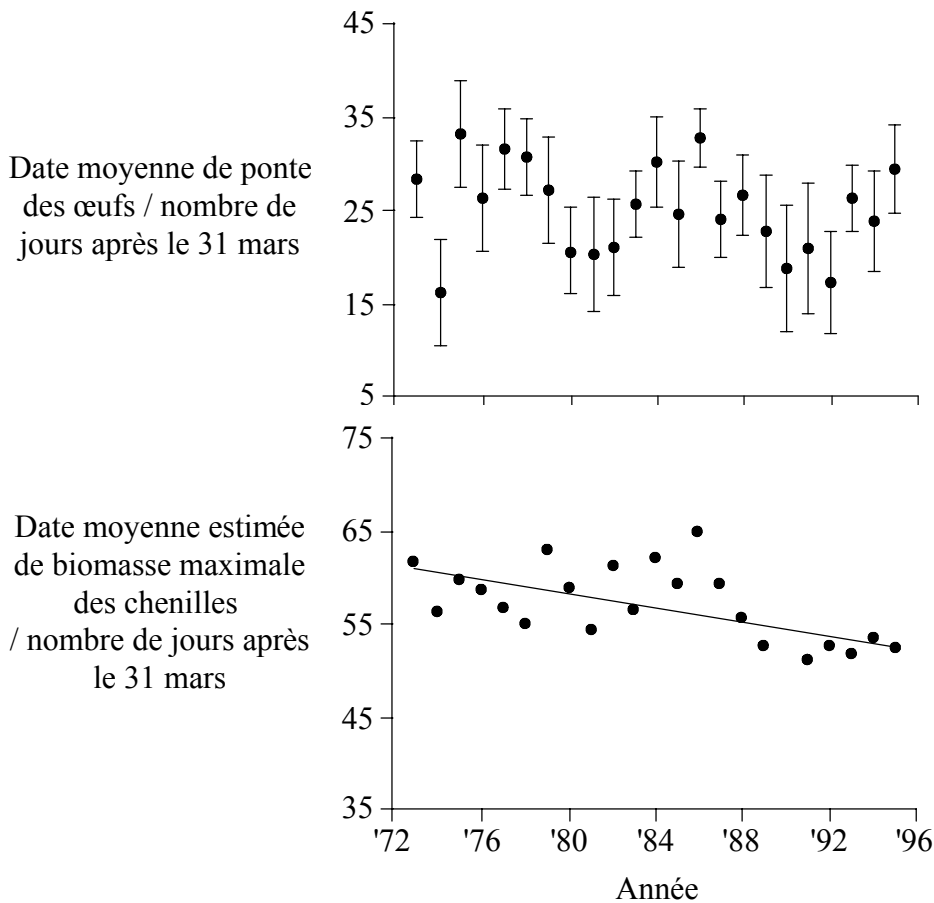 45
35
25
15
5
Date moyenne de ponte
des œufs / nombre de
jours après le 31 mars
75
65
55
45
35
Date moyenne estimée
de biomasse maximale
des chenilles
/ nombre de jours après
le 31 mars
'72 '76 '80 '84 '88 '92 '96
Année